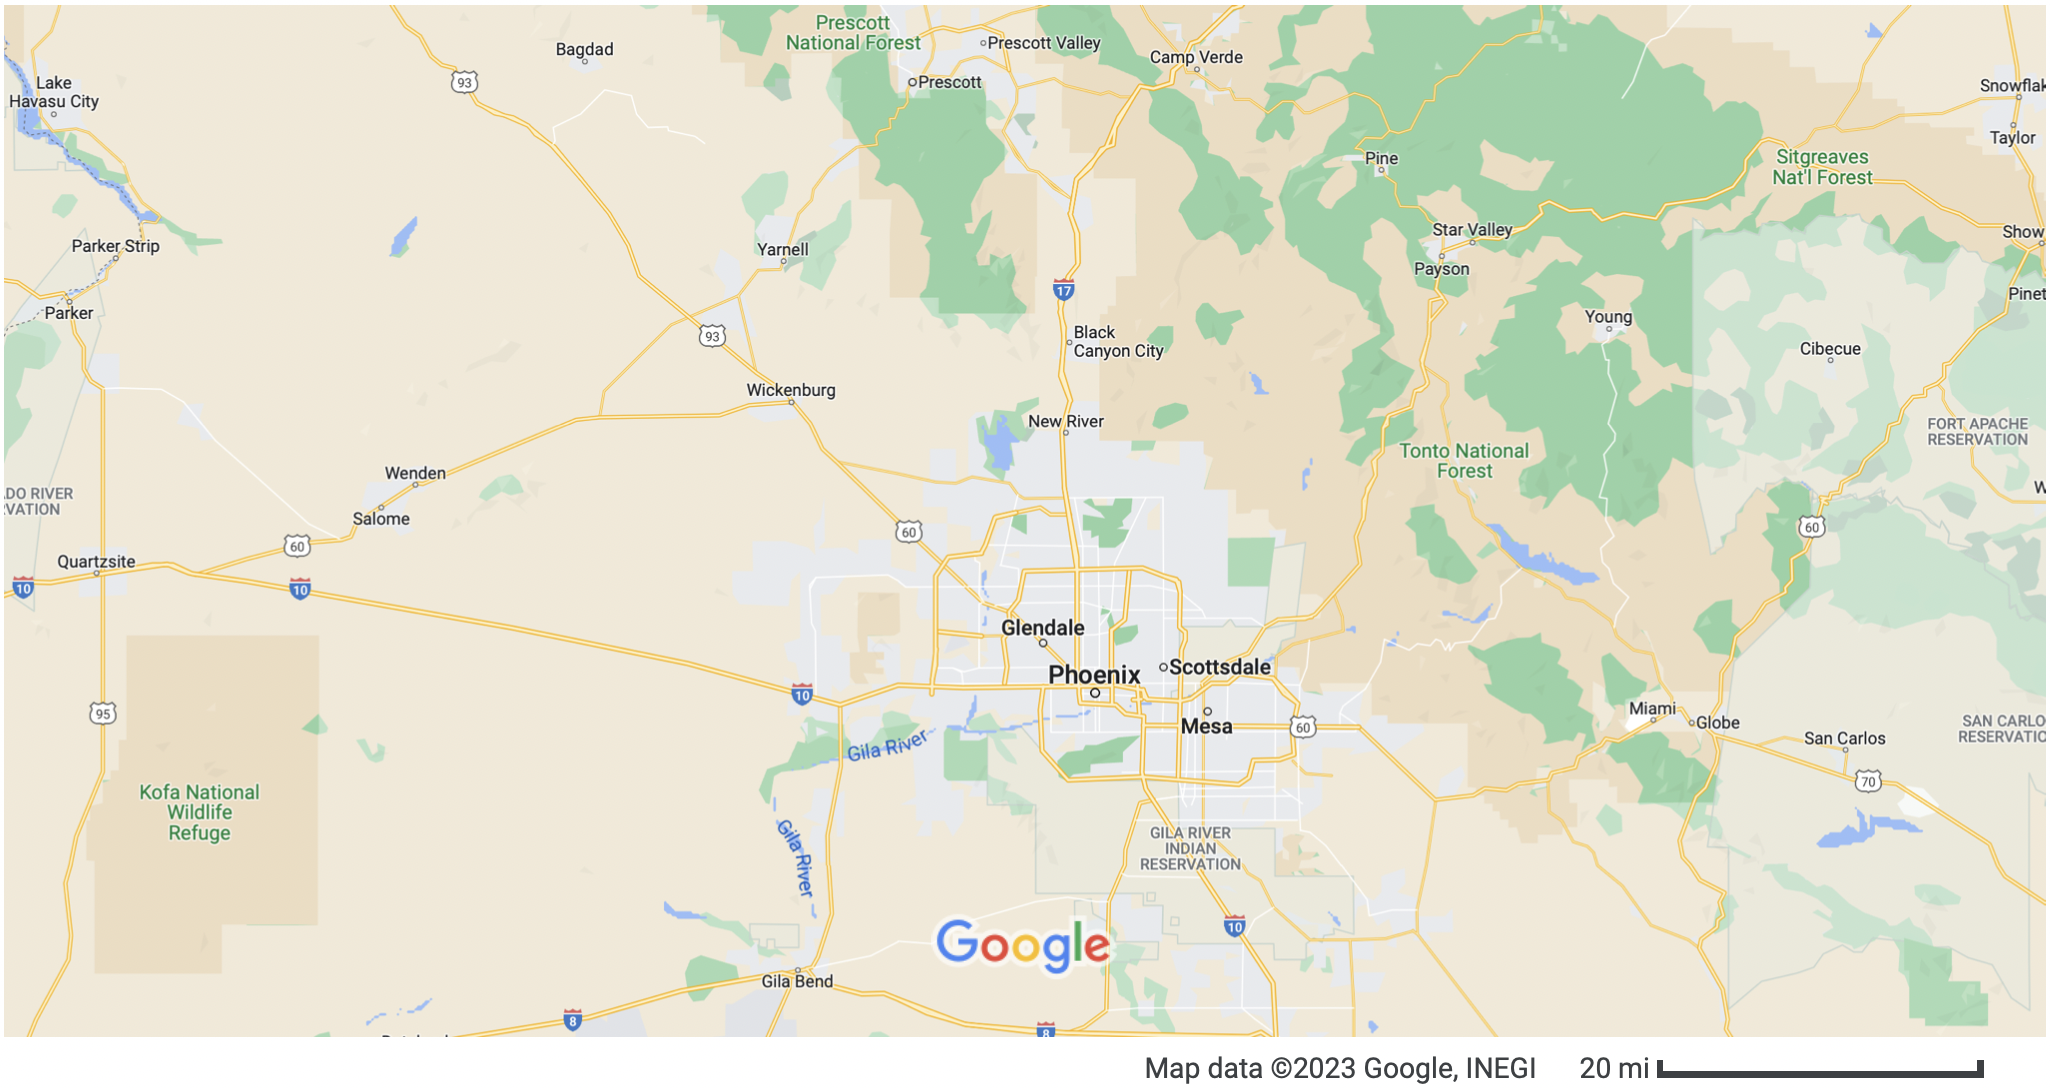 Prescott
National Forest
Prescott Valley
Camp Verde
Bagdad
93
Prescott
Lake
Havasu City
Snowflak
Taylor
Pine
Sitgreaves
Nat'l Forest
Parker Strip
Yarnell
Star Valley
Show
Payson
Parker
17
Pinet
Young
93
Black
Canyon City
Cibecue
Wickenburg
New River
FORT APACHE
RESERVATION
Tonto National
Forest
Wenden
DO RIVER
VATION
W
Salome
60
60
60
Quartzsite
10
10
Glendale
Phoenix
Scottsdale
10
95
Mesa
60
Miami
Globe
San Carlos
SAN CARLO
RESERVATIO
Gila River
70
Kofa National
Wildlife
Refuge
Gila River
GILA RIVER
INDIAN
RESERVATION
10
Google
Gila Bend
8
8
Map data ©2023 Google, INEGI
20 mi